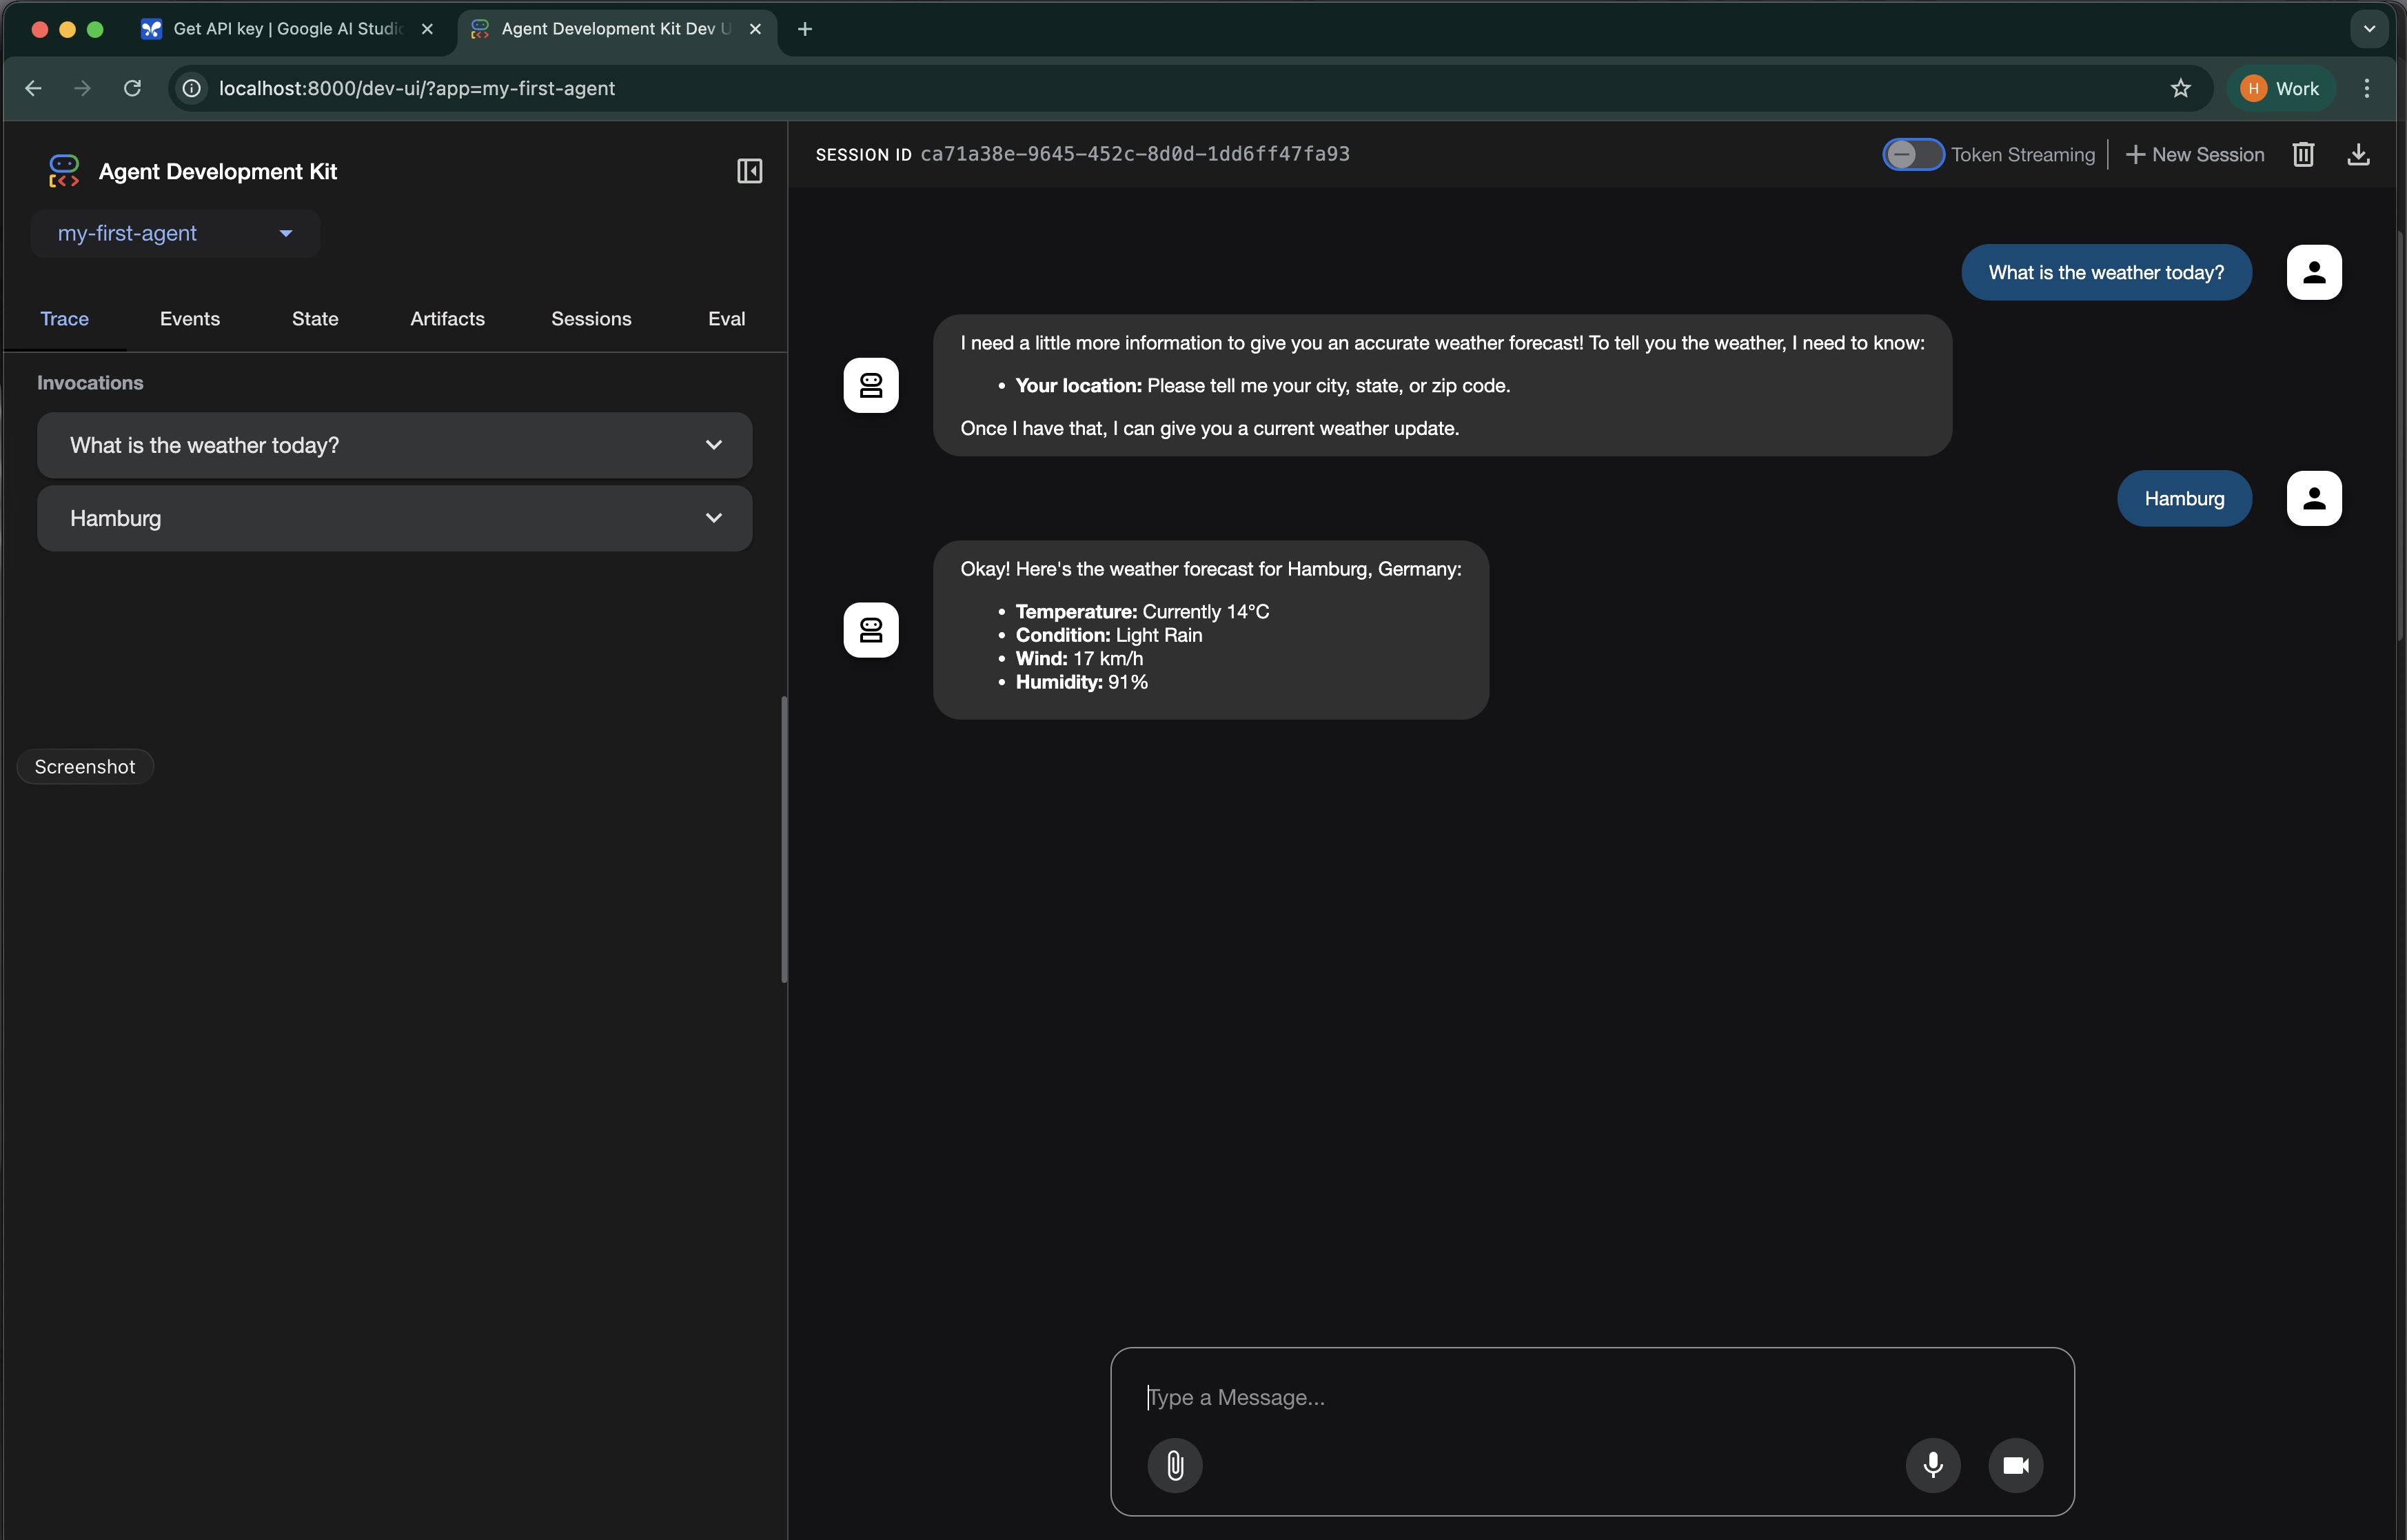 Get API key | Google AI Studio
Agent Development Kit Dev U
localhost:8000/dev-ui/?app=my-first-agent
H Work
Agent Development Kit
my-first-agent
Trace Events State Artifacts Sessions Eval
Invocations
What is the weather today?
Hamburg
Screenshot
SESSION ID ca71a38e-9645-452c-8d0d-1dd6ff47fa93
Token Streaming
New Session
What is the weather today?
I need a little more information to give you an accurate weather forecast! To tell you the weather, I need to know:
• Your location: Please tell me your city, state, or zip code.
Once I have that, I can give you a current weather update.
Hamburg
Okay! Here's the weather forecast for Hamburg, Germany:
• Temperature: Currently 14°C
• Condition: Light Rain
• Wind: 17 km/h
• Humidity: 91%
Type a Message...